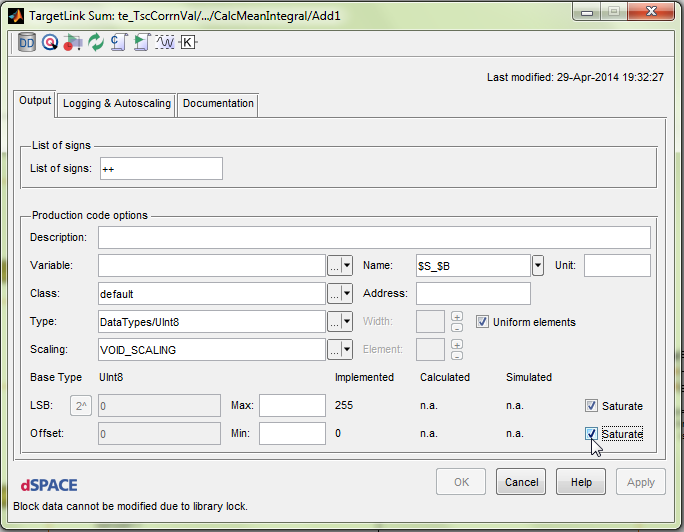 TargetLink Sum: te_TscCorrnVal/.../CalcMeanIntegral/Add1
DD
Last modified: 29-Apr-2014 19:32:27
Output Logging & Autoscaling Documentation
List of signs
List of signs: ++
Production code options
Description:
Variable: ... Name: $S_$B Unit:
Class: default ... Address:
Type: DataTypes/UInt8 ... Width: + - Uniform elements
Scaling: VOID_SCALING ... Element: + -
Base Type UInt8 Implemented Calculated Simulated
LSB: 2^ 0 Max: 255 n.a. n.a. Saturate
Offset: 0 Min: 0 n.a. n.a. Saturate
dSPACE OK Cancel Help Apply
Block data cannot be modified due to library lock.